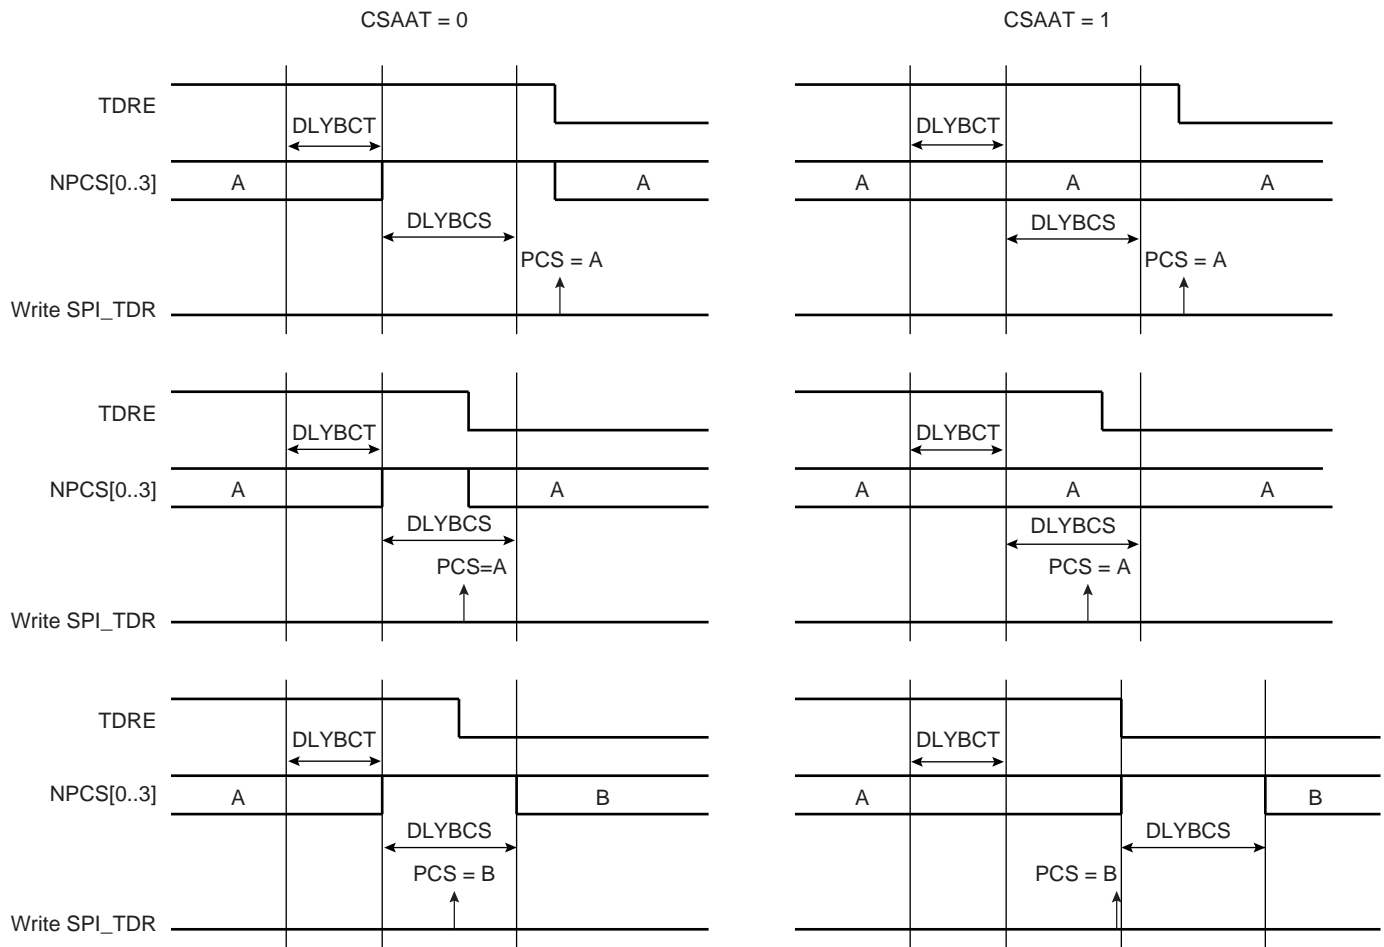 CSAAT = 0
CSAAT = 1
TDRE
DLYBCT
DLYBCT
NPCS[0..3]
A
A
A
A
A
DLYBCS
DLYBCS
PCS = A
PCS = A
Write SPI_TDR
TDRE
DLYBCT
DLYBCT
NPCS[0..3]
A
A
A
A
A
DLYBCS
DLYBCS
PCS=A
PCS = A
Write SPI_TDR
TDRE
DLYBCT
DLYBCT
NPCS[0..3]
A
B
A
B
DLYBCS
DLYBCS
PCS = B
PCS = B
Write SPI_TDR